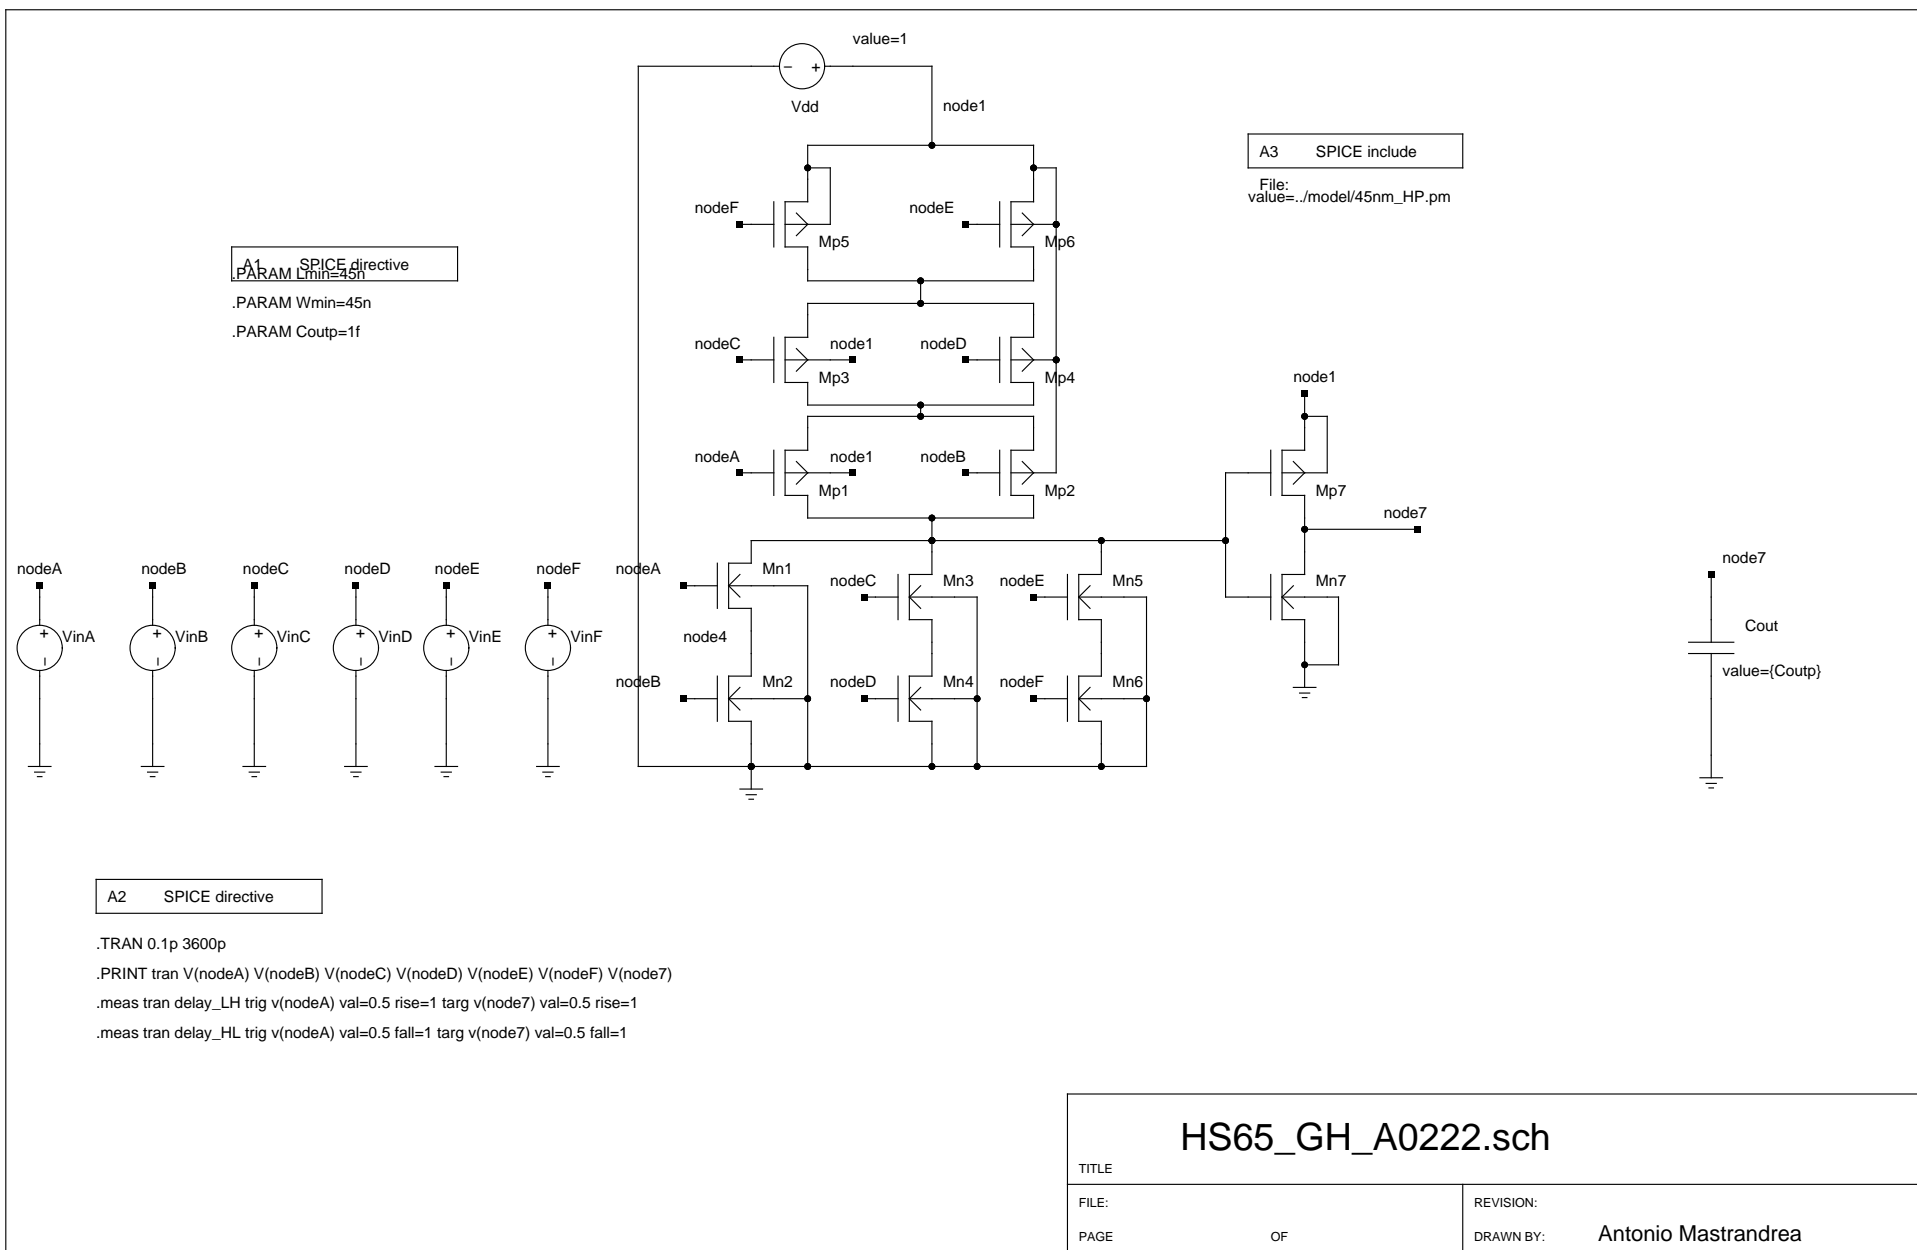 value=1
Vdd
node1
A3 SPICE include
File:
value=../model/45nm_HP.pm
nodeF
nodeE
Mp5
Mp6
A1 SPICE directive
.PARAM Lmin=45n
.PARAM Wmin=45n
.PARAM Coutp=1f
nodeC
node1
nodeD
Mp3
Mp4
node1
nodeA
node1
nodeB
Mp1
Mp2
Mp7
node7
nodeA
nodeB
nodeC
nodeD
nodeE
nodeF
nodeA
Mn1
nodeC
Mn3
nodeE
Mn5
Mn7
node7
VinA
VinB
VinC
VinD
VinE
VinF
node4
Cout
nodeB
Mn2
nodeD
Mn4
nodeF
Mn6
value={Coutp}
A2 SPICE directive
.TRAN 0.1p 3600p
.PRINT tran V(nodeA) V(nodeB) V(nodeC) V(nodeD) V(nodeE) V(nodeF) V(node7)
.meas tran delay_LH trig v(nodeA) val=0.5 rise=1 targ v(node7) val=0.5 rise=1
.meas tran delay_HL trig v(nodeA) val=0.5 fall=1 targ v(node7) val=0.5 fall=1
HS65_GH_A0222.sch
TITLE
FILE:
REVISION:
PAGE OF
DRAWN BY: Antonio Mastrandrea